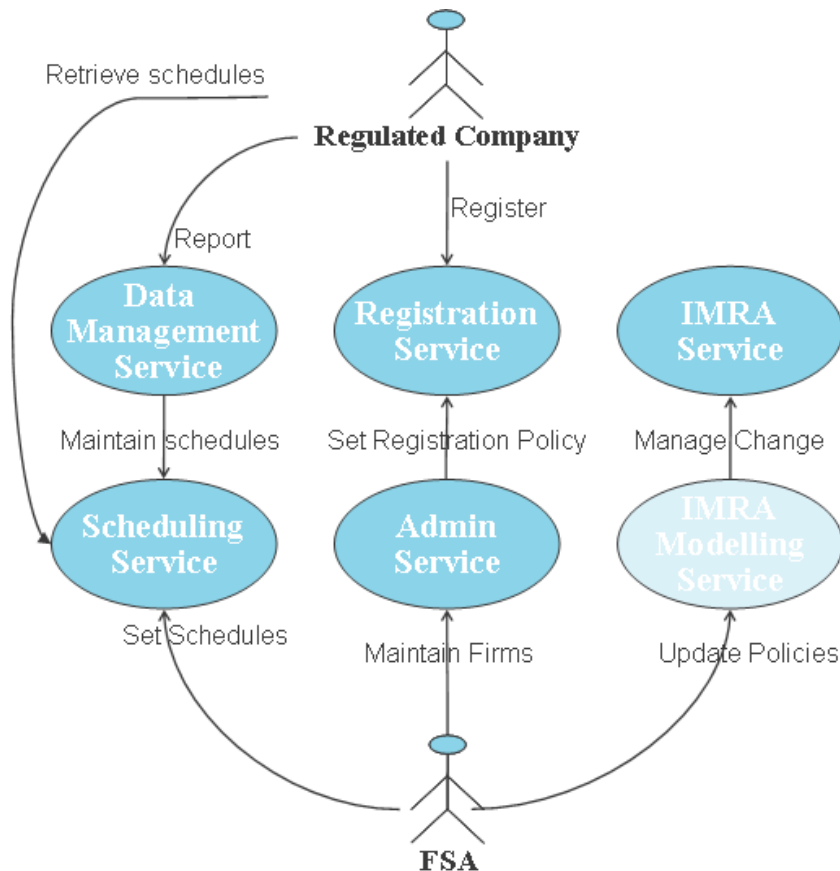 Retrieve schedules
Regulated Company
Register
Report
Data
Management
Service
Registration
Service
IMRA
Service
Maintain schedules
Set Registration Policy
Manage Change
Scheduling
Service
Admin
Service
IMRA
Modelling
Service
Set Schedules
Maintain Firms
Update Policies
FSA